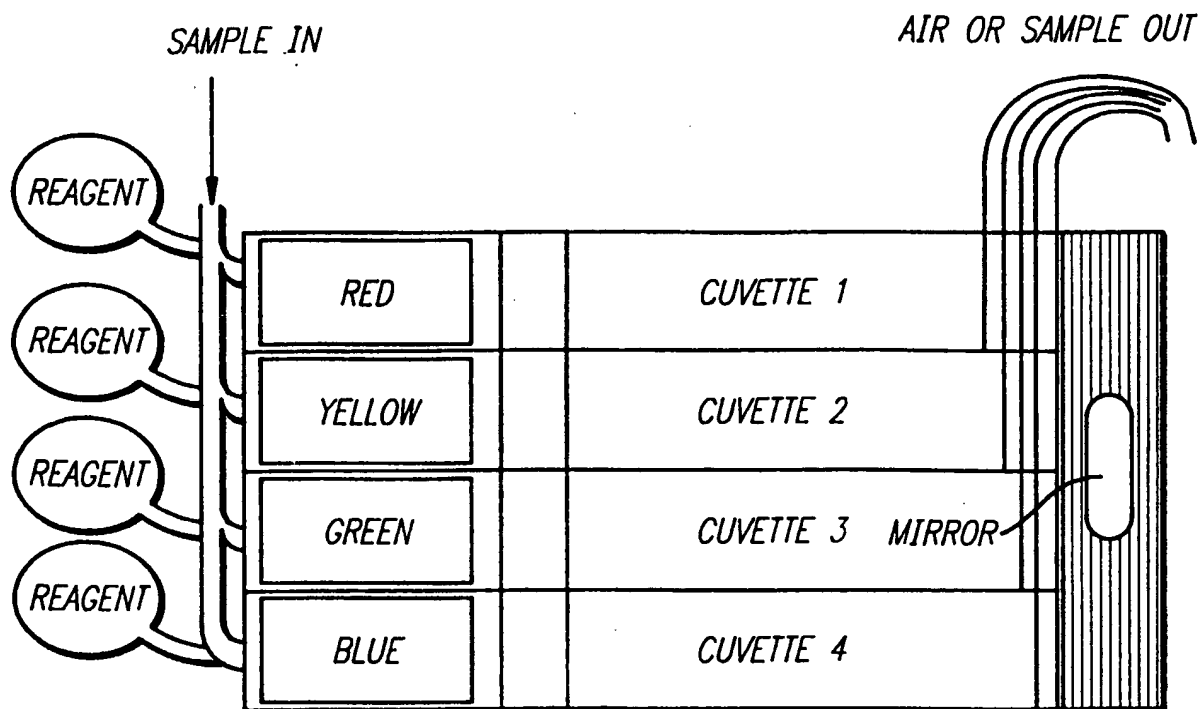 SAMPLE IN
AIR OR SAMPLE OUT
REAGENT
RED
CUVETTE 1
REAGENT
YELLOW
CUVETTE 2
REAGENT
GREEN
CUVETTE 3
MIRROR
REAGENT
BLUE
CUVETTE 4